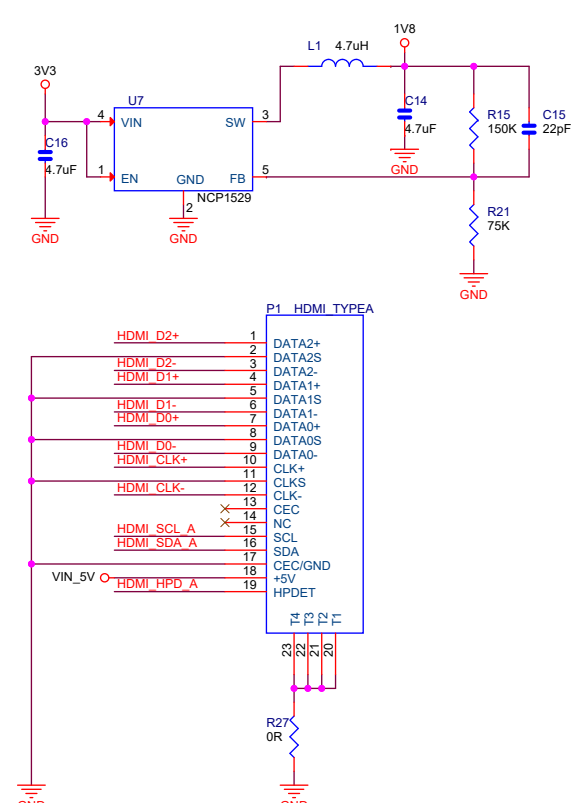 1V8
L1 4.7uH
3V3
U7
4 VIN SW 3
C14
4.7uF
R15
150K
C15
22pF
C16
4.7uF
1 EN GND FB 5
NCP1529
2
GND
GND
GND
R21
75K
GND
P1 HDMI_TYPEA
HDMI_D2+ 1 DATA2+
2 DATA2S
HDMI_D2- 3 DATA2-
HDMI_D1+ 4 DATA1+
5 DATA1S
HDMI_D1- 6 DATA1-
HDMI_D0+ 7 DATA0+
8 DATA0S
HDMI_D0- 9 DATA0-
HDMI_CLK+ 10 CLK+
11 CLKS
HDMI_CLK- 12 CLK-
13 CEC
14 NC
HDMI_SCL_A 15 SCL
HDMI_SDA_A 16 SDA
17 CEC/GND
VIN_5V 18 +5V
HDMI_HPD_A 19 HPDET
T4 T3 T2 T1
23 22 21 20
R27
0R
GND
GND